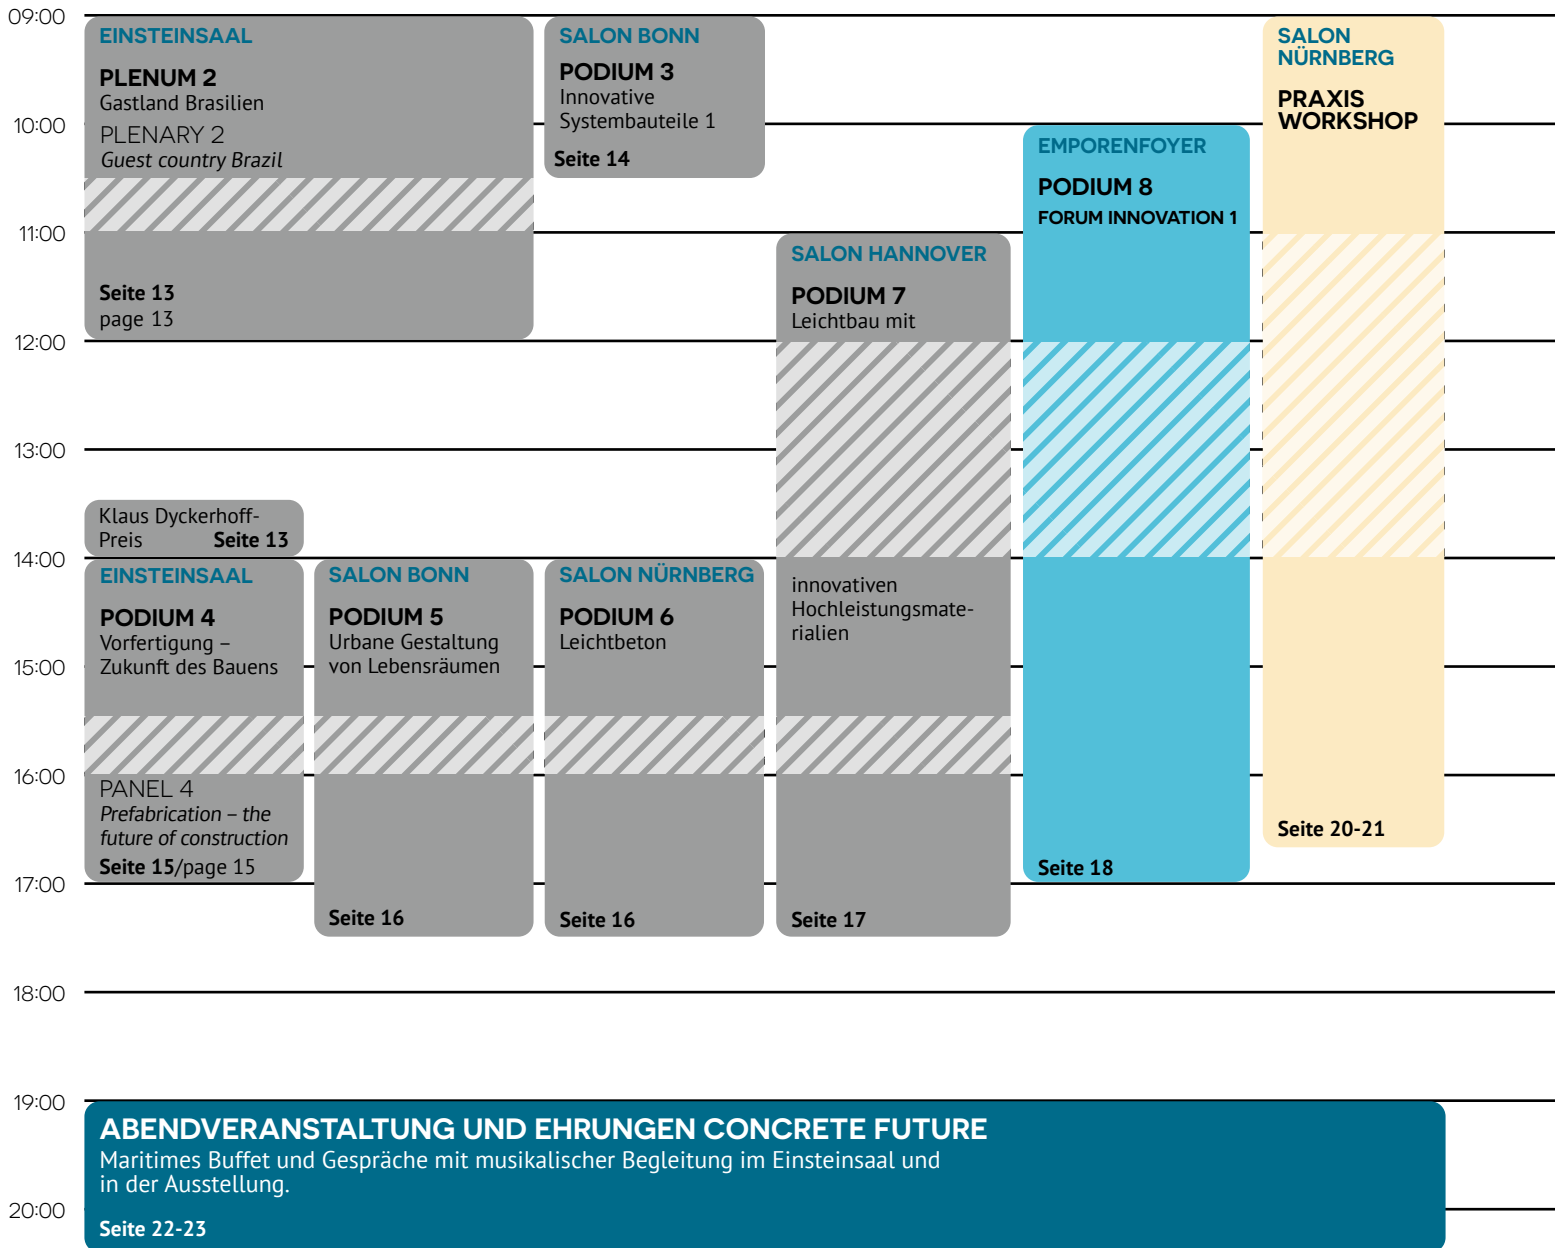 09:00
10:00
11:00
12:00
13:00
14:00
15:00
16:00
17:00
18:00
19:00
20:00
EINSTEINSAAL
PLENUM 2
Gastland Brasilien
PLENARY 2
Guest country Brazil
Seite 13
page 13
SALON BONN
PODIUM 3
Innovative
Systembauteile 1
Seite 14
SALON HANNOVER
PODIUM 7
Leichtbau mit
innovativen
Hochleistungsmate-
rialien
Seite 17
EMPORENFOYER
PODIUM 8
FORUM INNOVATION 1
Seite 18
SALON
NÜRNBERG
PRAXIS
WORKSHOP
Seite 20-21
Klaus Dyckerhoff-
Preis Seite 13
EINSTEINSAAL
PODIUM 4
Vorfertigung –
Zukunft des Bauens
PANEL 4
Prefabrication – the
future of construction
Seite 15/page 15
SALON BONN
PODIUM 5
Urbane Gestaltung
von Lebensräumen
Seite 16
SALON NÜRNBERG
PODIUM 6
Leichtbeton
Seite 16
ABENDVERANSTALTUNG UND EHRUNGEN CONCRETE FUTURE
Maritimes Buffet und Gespräche mit musikalischer Begleitung im Einsteinsaal und
in der Ausstellung.
Seite 22-23